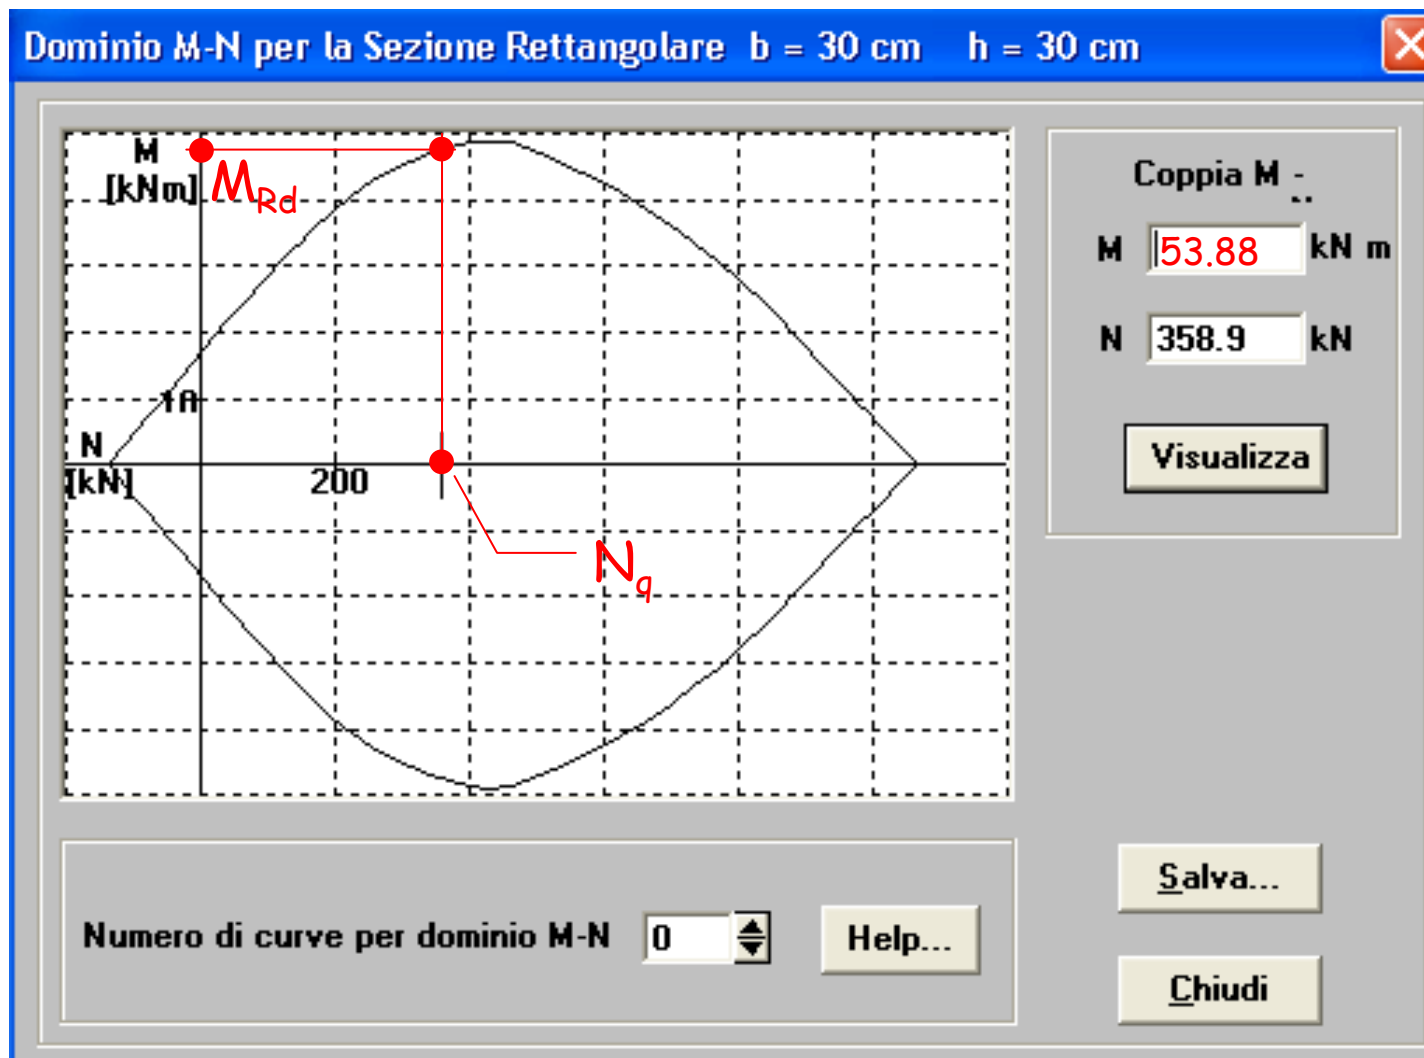 Dominio M-N per la Sezione Rettangolare b = 30 cm h = 30 cm
M
[kNm]
MRd
10
N
[kN]
200
Nq
Coppia M -
M 53.88 kN m
N 358.9 kN
Visualizza
Numero di curve per dominio M-N 0 Help...
Salva...
Chiudi